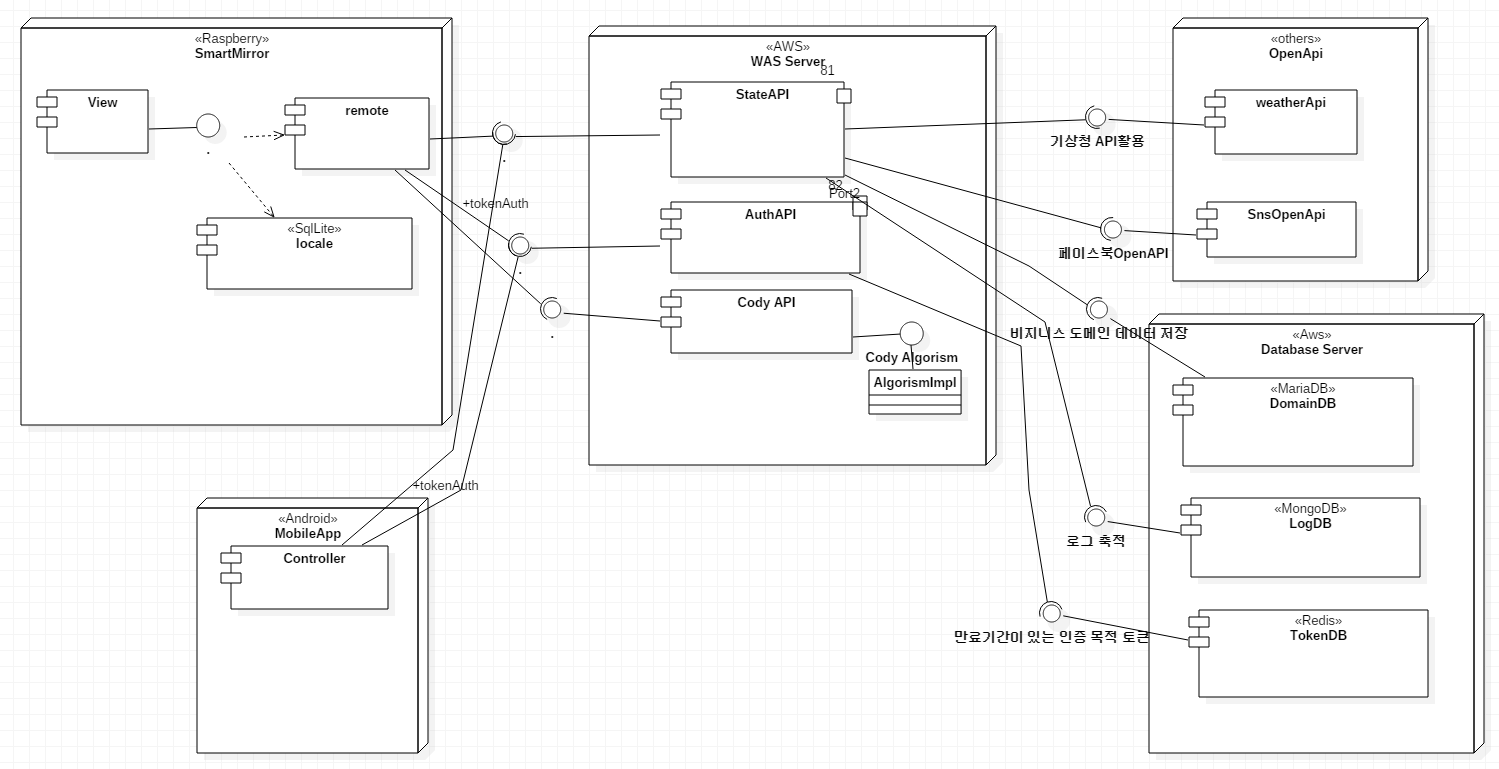 «Raspberry»
SmartMirror
View
remote
.
«SqlLite»
locale
+tokenAuth
.
.
.
«AWS»
WAS Server
81
StateAPI
82
Port2
AuthAPI
Cody API
Cody Algorism
AlgorismImpl
«others»
OpenApi
weatherApi
기상청 API활용
SnsOpenApi
페이스북OpenAPI
비지니스 도메인 데이터 저장
«Aws»
Database Server
«MariaDB»
DomainDB
«MongoDB»
LogDB
로그 축적
«Redis»
TokenDB
만료기간이 있는 인증 목적 토큰
+tokenAuth
«Android»
MobileApp
Controller